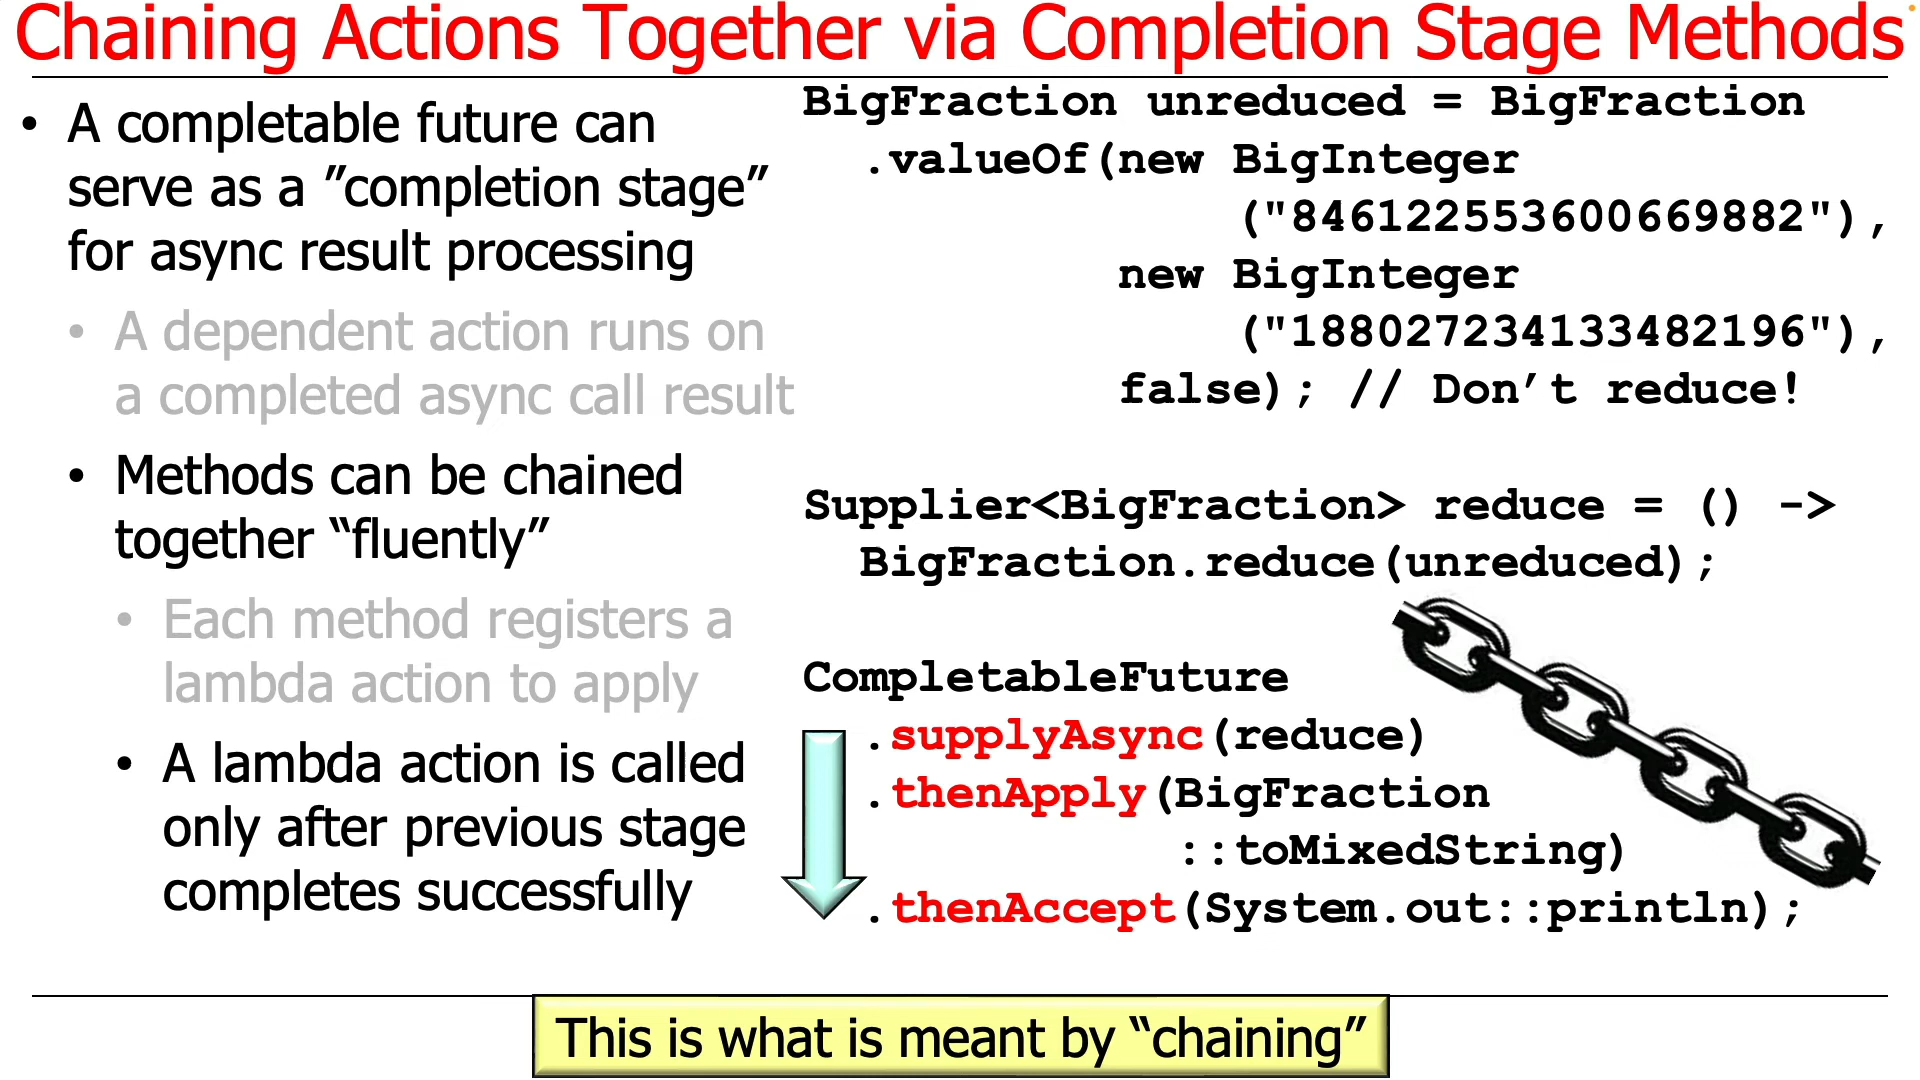 Chaining Actions Together via Completion Stage Methods
• A completable future can
serve as a ”completion stage”
for async result processing
• A dependent action runs on
a completed async call result
• Methods can be chained
together “fluently”
• Each method registers a
lambda action to apply
• A lambda action is called
only after previous stage
completes successfully
BigFraction unreduced = BigFraction
.valueOf(new BigInteger
("846122553600669882"),
new BigInteger
("188027234133482196"),
false); // Don’t reduce!
Supplier<BigFraction> reduce = () ->
BigFraction.reduce(unreduced);
CompletableFuture
.supplyAsync(reduce)
.thenApply(BigFraction
::toMixedString)
.thenAccept(System.out::println);
This is what is meant by “chaining”